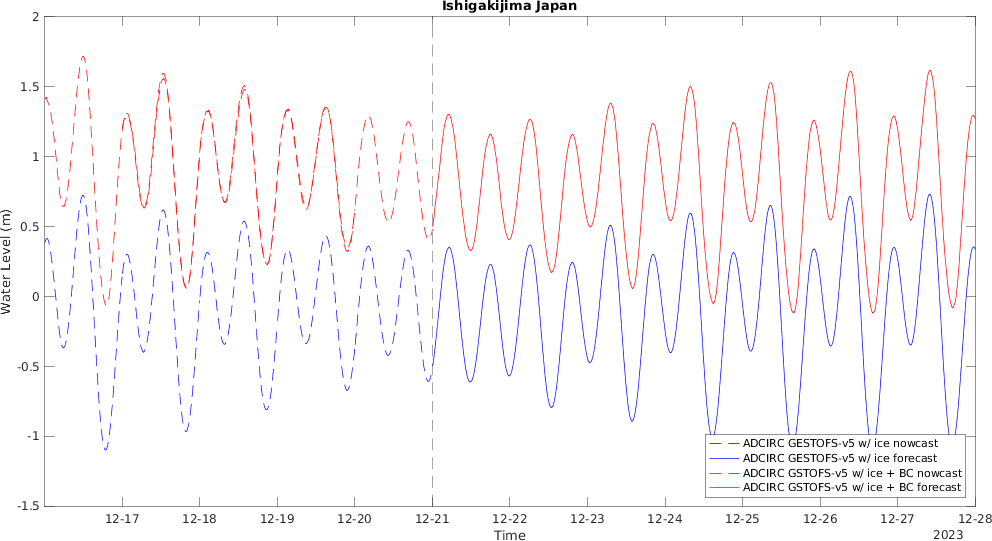 Ishigakijima Japan
2
1.5
1
0.5
0
-0.5
-1
-1.5
Water Level (m)
ADCIRC GESTOFS-v5 w/ ice nowcast
ADCIRC GESTOFS-v5 w/ ice forecast
ADCIRC GSTOFS-v5 w/ ice + BC nowcast
ADCIRC GSTOFS-v5 w/ ice + BC forecast
12-17 12-18 12-19 12-20 12-21 12-22 12-23 12-24 12-25 12-26 12-27 12-28
Time
2023